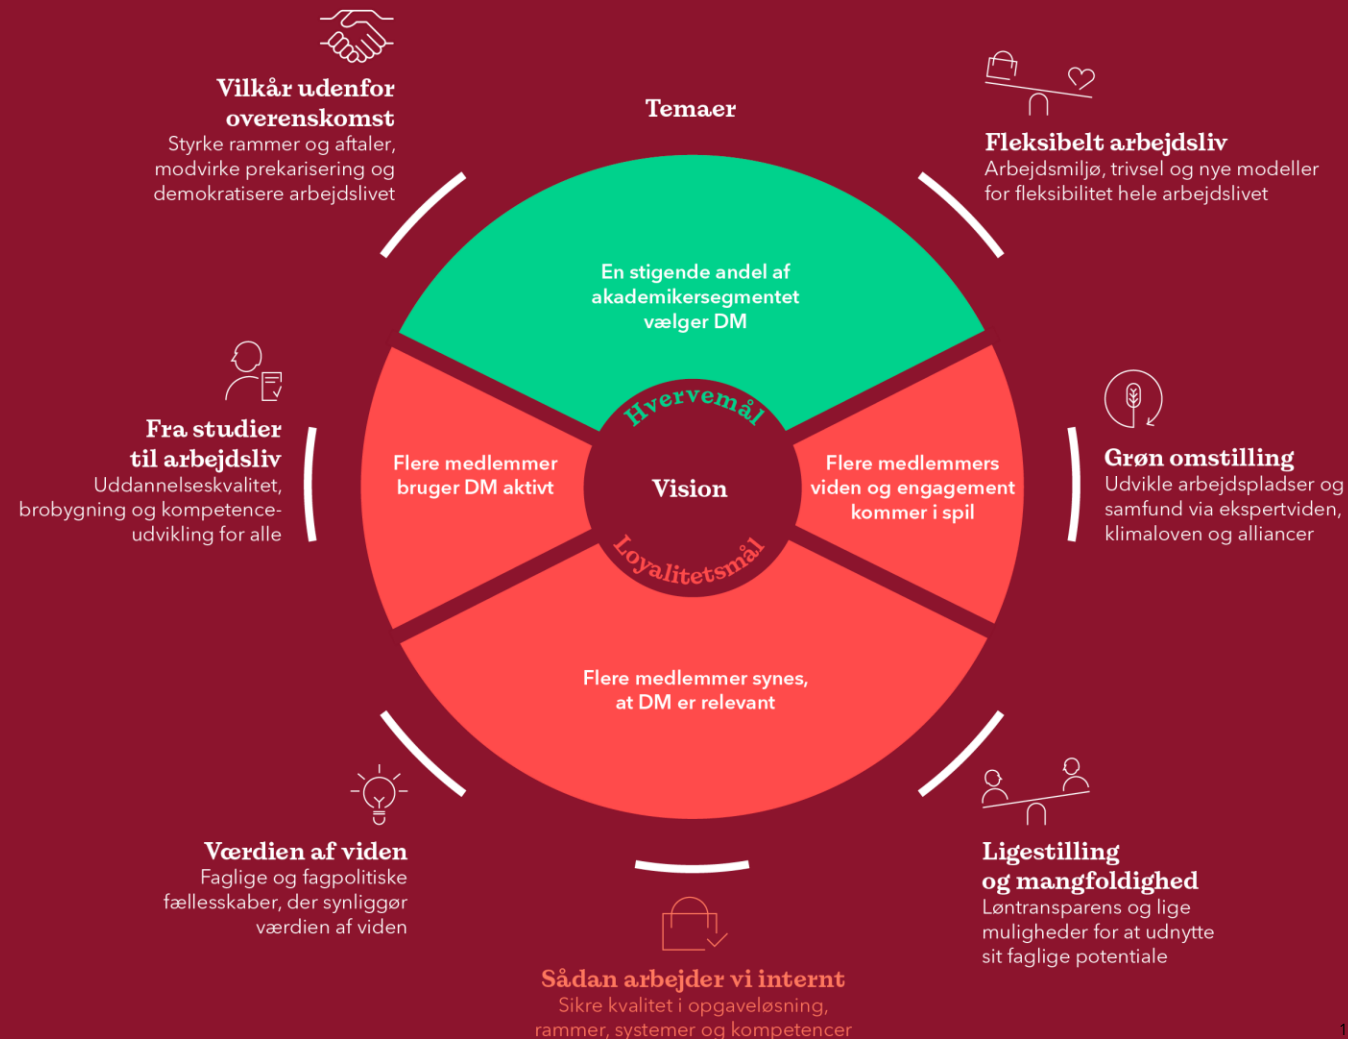 Temaer
Vilkår udenfor
overenskomst
Styrke rammer og aftaler,
modvirke prekarisering og
demokratisere arbejdslivet
Fleksibelt arbejdsliv
Arbejdsmiljø, trivsel og nye modeller
for fleksibilitet hele arbejdslivet
En stigende andel af
akademikersegmentet
vælger DM
Hvervemål
Vision
Loyalitetsmål
Flere medlemmer
bruger DM aktivt
Flere medlemmers
viden og engagement
kommer i spil
Flere medlemmer synes,
at DM er relevant
Fra studier
til arbejdsliv
Uddannelseskvalitet,
brobygning og kompetence-
udvikling for alle
Grøn omstilling
Udvikle arbejdspladser og
samfund via ekspertviden,
klimaloven og alliancer
Værdien af viden
Faglige og fagpolitiske
fællesskaber, der synliggør
værdien af viden
Ligestilling
og mangfoldighed
Løntransparens og lige
muligheder for at udnytte
sit faglige potentiale
Sådan arbejder vi internt
Sikre kvalitet i opgaveløsning,
rammer, systemer og kompetencer
1